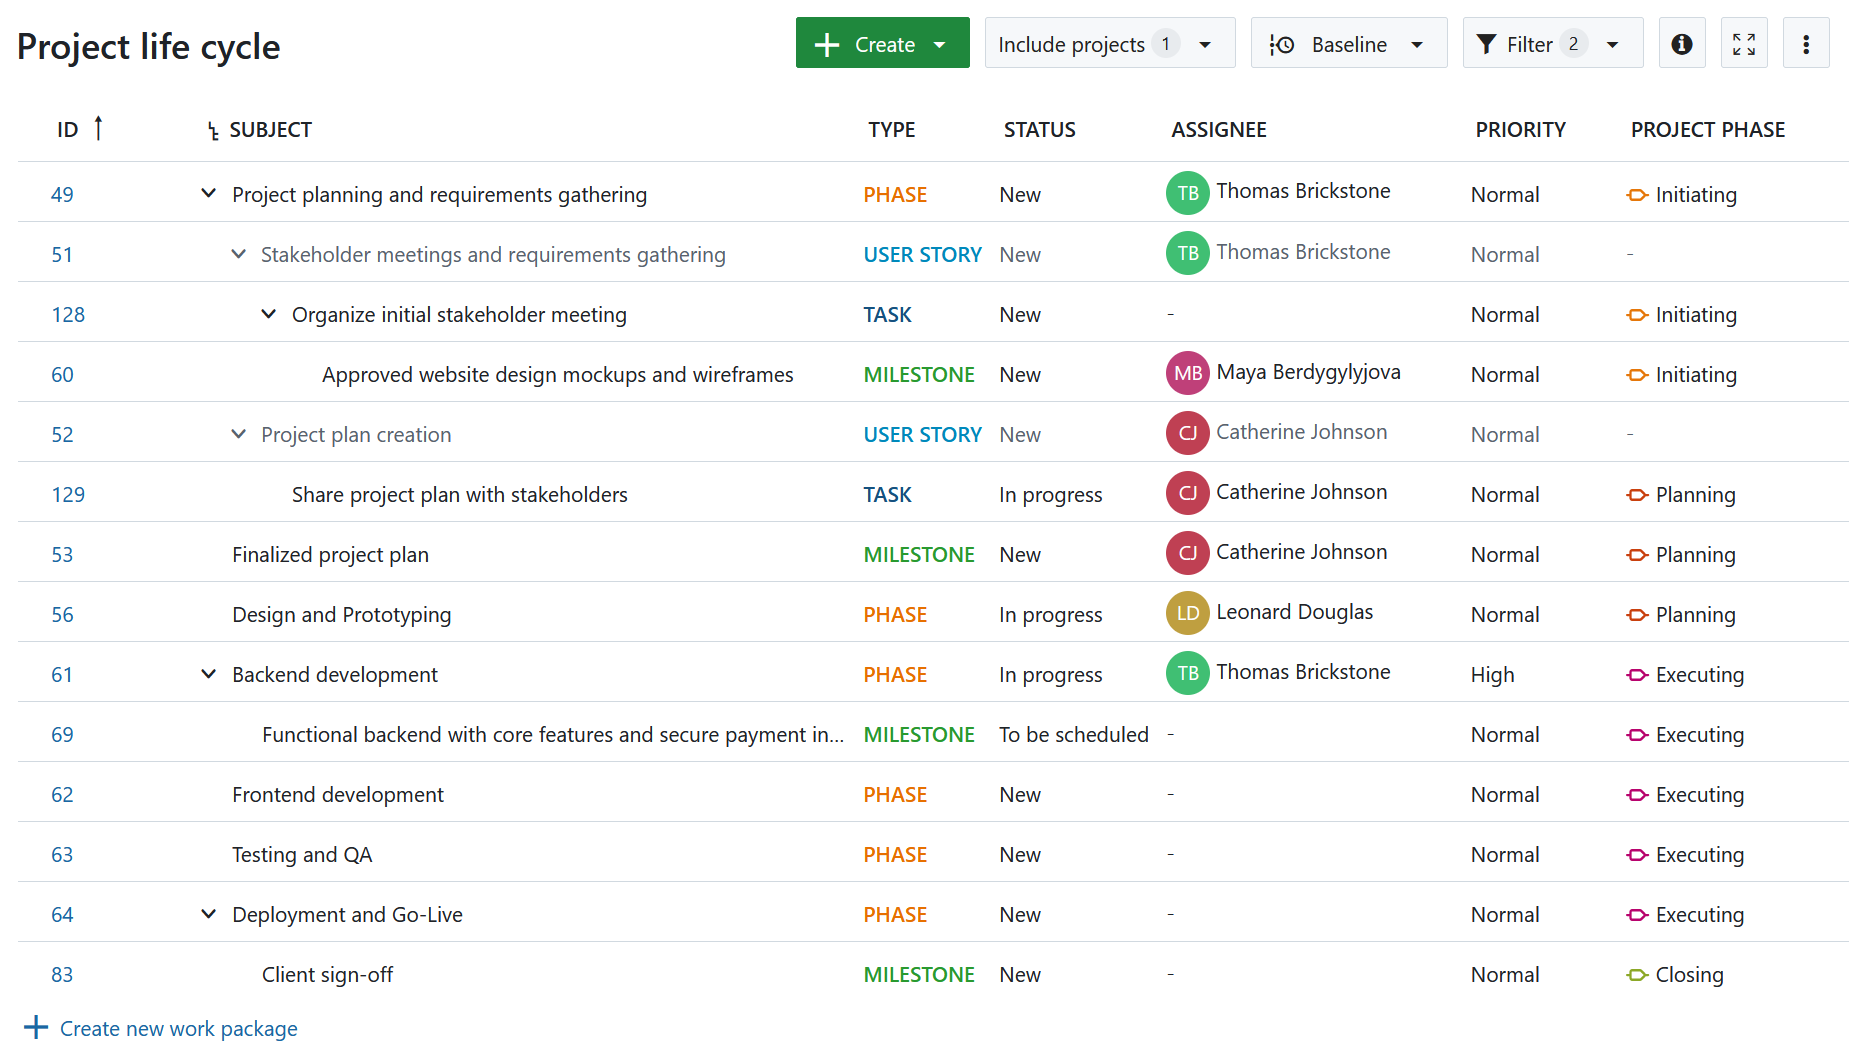 Project life cycle
Create
Include projects 1
Baseline
Filter 2
ID SUBJECT TYPE STATUS ASSIGNEE PRIORITY PROJECT PHASE
49 Project planning and requirements gathering PHASE New TB Thomas Brickstone Normal Initiating
51 Stakeholder meetings and requirements gathering USER STORY New TB Thomas Brickstone Normal -
128 Organize initial stakeholder meeting TASK New - Normal Initiating
60 Approved website design mockups and wireframes MILESTONE New MB Maya Berdygylyjova Normal Initiating
52 Project plan creation USER STORY New CJ Catherine Johnson Normal -
129 Share project plan with stakeholders TASK In progress CJ Catherine Johnson Normal Planning
53 Finalized project plan MILESTONE New CJ Catherine Johnson Normal Planning
56 Design and Prototyping PHASE In progress LD Leonard Douglas Normal Planning
61 Backend development PHASE In progress TB Thomas Brickstone High Executing
69 Functional backend with core features and secure payment in... MILESTONE To be scheduled - Normal Executing
62 Frontend development PHASE New - Normal Executing
63 Testing and QA PHASE New - Normal Executing
64 Deployment and Go-Live PHASE New - Normal Executing
83 Client sign-off MILESTONE New - Normal Closing
Create new work package